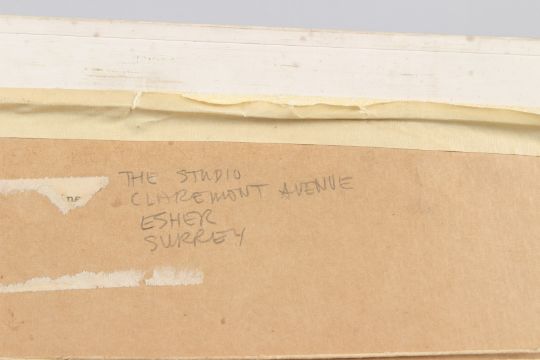 THE STUDIO
CLAREMONT AVENUE
ESHER
SURREY